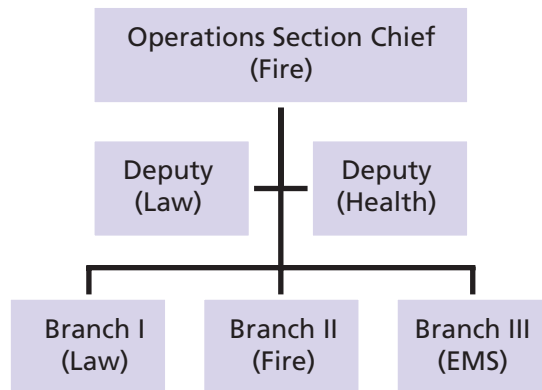 Operations Section Chief
(Fire)
Deputy
(Law)
Deputy
(Health)
Branch I
(Law)
Branch II
(Fire)
Branch III
(EMS)